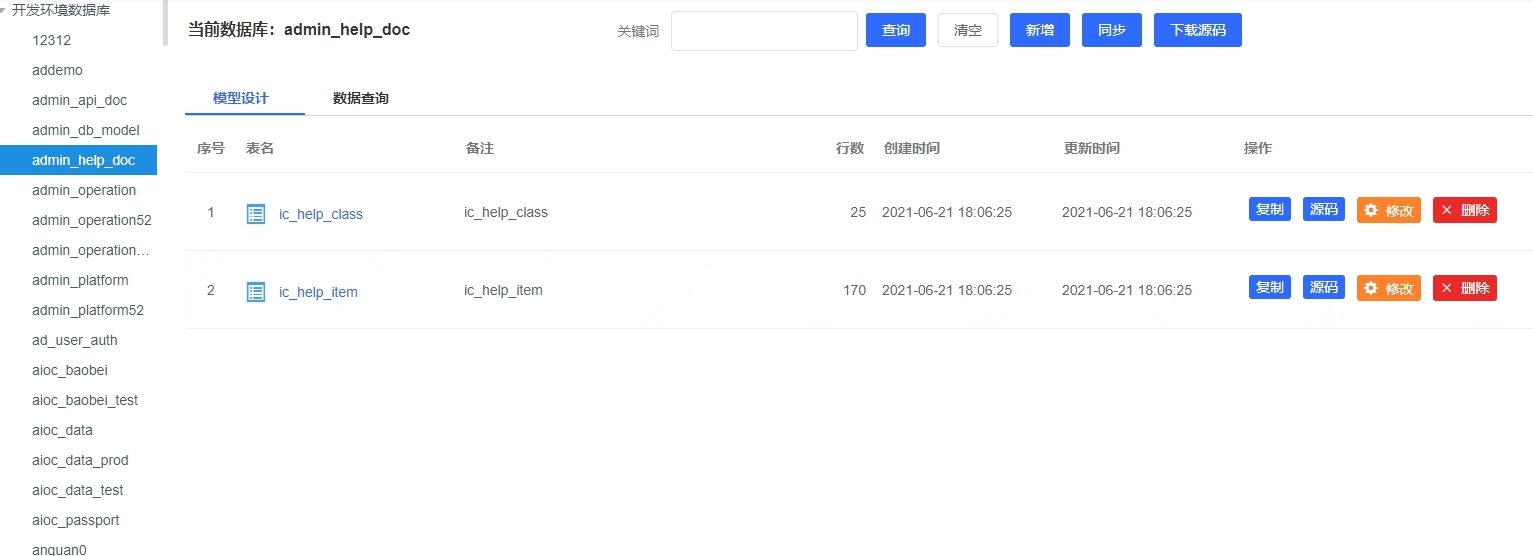 开发环境数据库
12312
addemo
admin_api_doc
admin_db_model
admin_help_doc
admin_operation
admin_operation52
admin_operation…
admin_platform
admin_platform52
ad_user_auth
aioc_baobei
aioc_baobei_test
aioc_data
aioc_data_prod
aioc_data_test
aioc_passport
anquan0
当前数据库：admin_help_doc 关键词 查询 清空 新增 同步 下载源码
模型设计 数据查询
序号 表名 备注 行数 创建时间 更新时间 操作
1 ic_help_class ic_help_class 25 2021-06-21 18:06:25 2021-06-21 18:06:25 复制 源码 修改 删除
2 ic_help_item ic_help_item 170 2021-06-21 18:06:25 2021-06-21 18:06:25 复制 源码 修改 删除